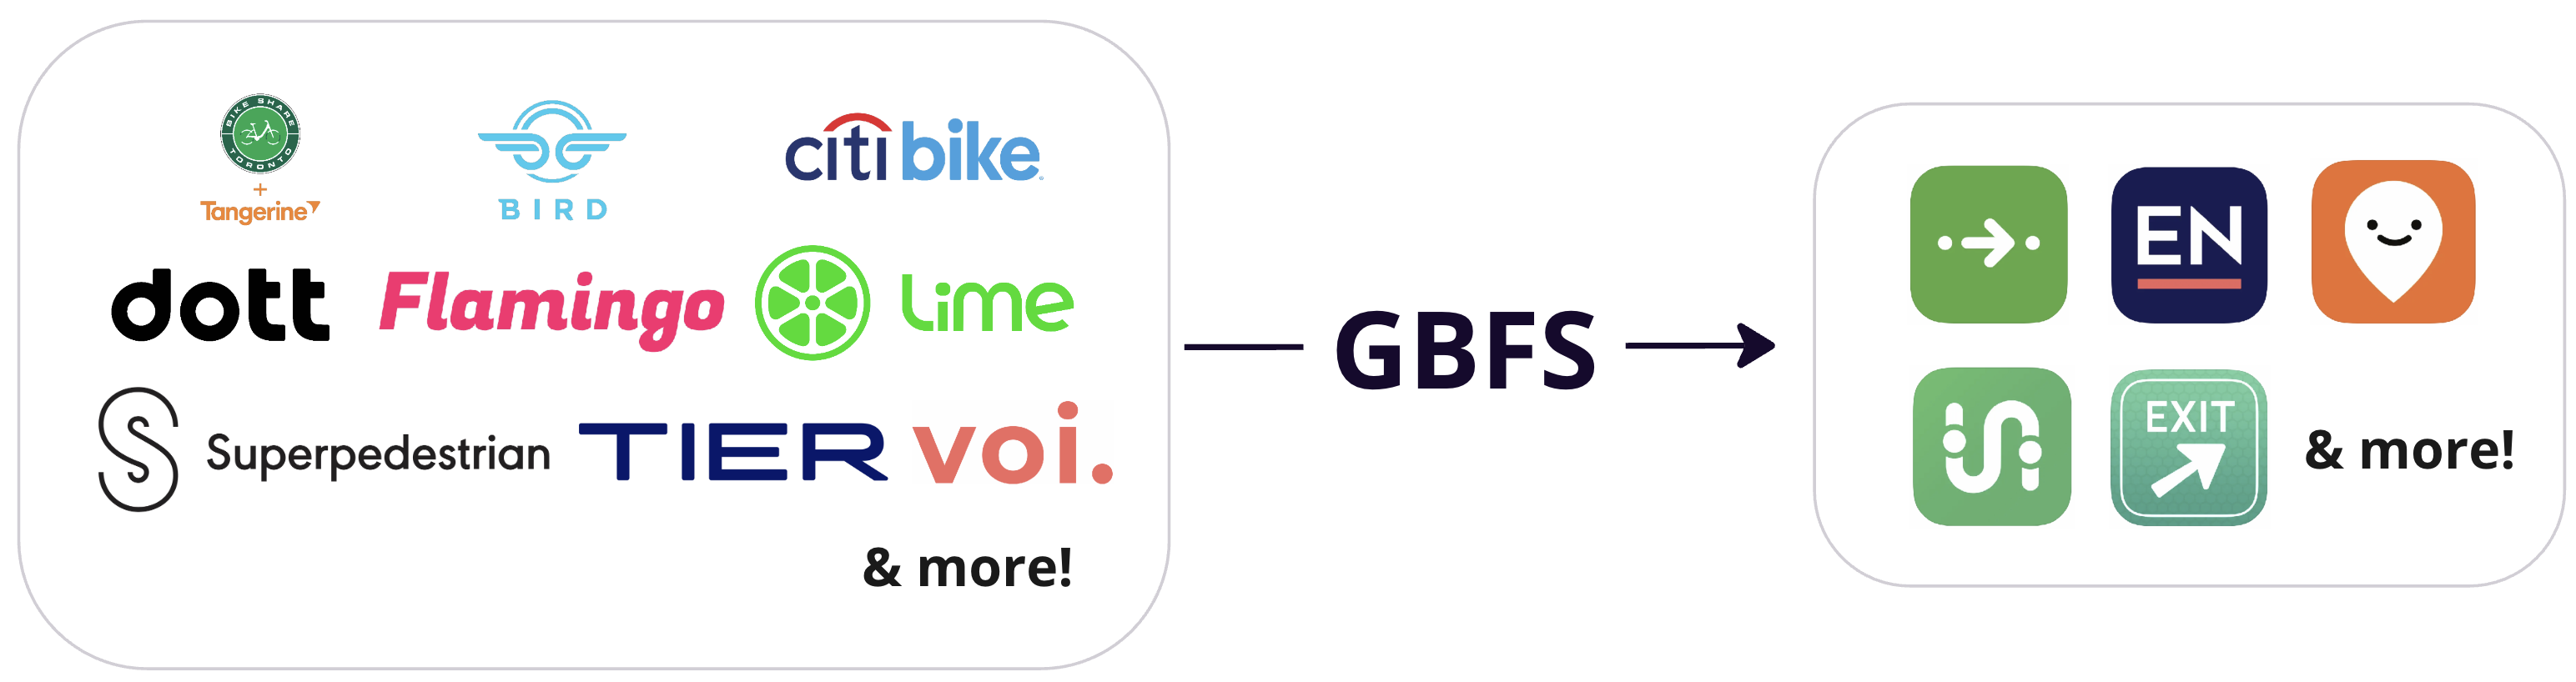 BIKE SHARE
TORONTO
+
Tangerine
BIRD
citi bike
dott
Flamingo
Lime
Superpedestrian
TIER
voi.
& more!
GBFS
EN
EXIT
& more!